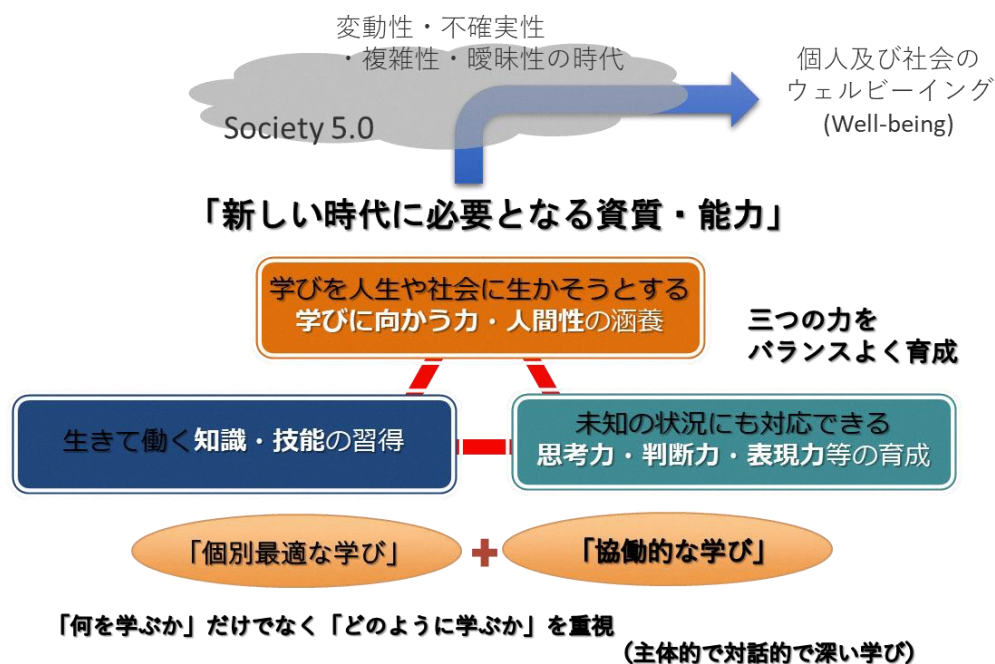 変動性・不確実性
・複雑性・曖昧性の時代
Society 5.0
個人及び社会の
ウェルビーイング
(Well-being)
「新しい時代に必要となる資質・能力」
学びを人生や社会に生かそうとする
学びに向かう力・人間性の涵養
三つの力を
バランスよく育成
生きて働く知識・技能の習得
未知の状況にも対応できる
思考力・判断力・表現力等の育成
「個別最適な学び」
+
「協働的な学び」
「何を学ぶか」だけでなく「どのように学ぶか」を重視
(主体的で対話的で深い学び)